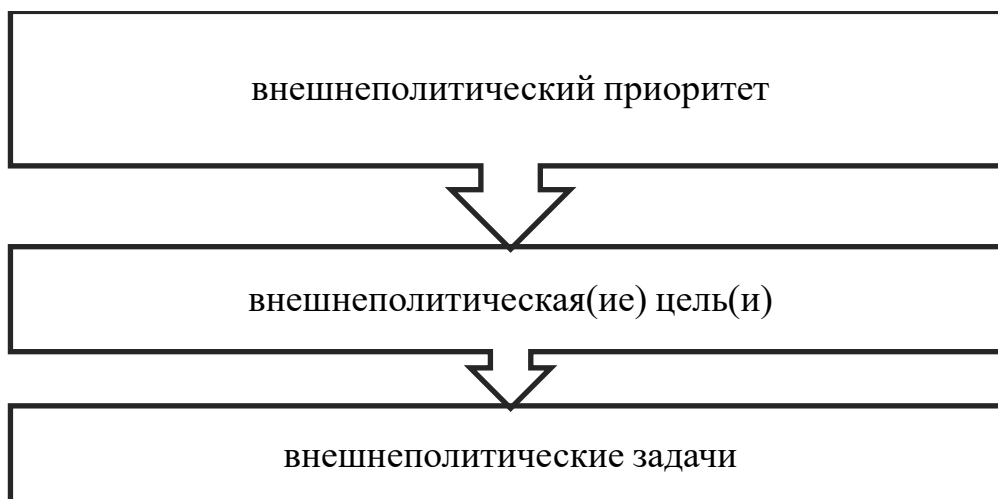 внешнеполитический приоритет
внешнеполитическая(ие) цель(и)
внешнеполитические задачи